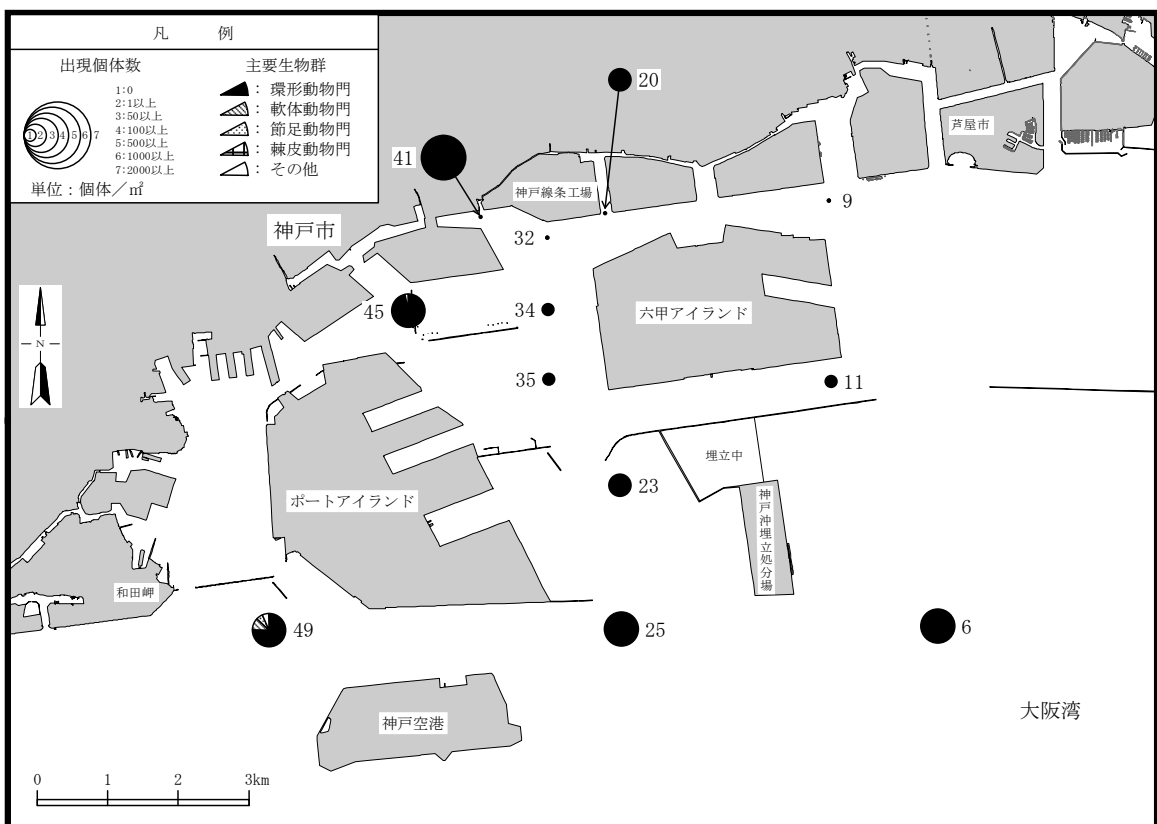 凡 例
出現個体数
1 2 3 4 5 6 7
1:0
2:1以上
3:50以上
4:100以上
5:500以上
6:1000以上
7:2000以上
単位：個体／㎡
主要生物群
： 環形動物門
： 軟体動物門
： 節足動物門
： 棘皮動物門
： その他
20
41
芦屋市
神戸線条工場
9
神戸市
32
45
34
六甲アイランド
N
35
11
埋立中
23
ポートアイランド
神戸沖埋立処分場
和田岬
49
25
6
大阪湾
神戸空港
0 1 2 3km